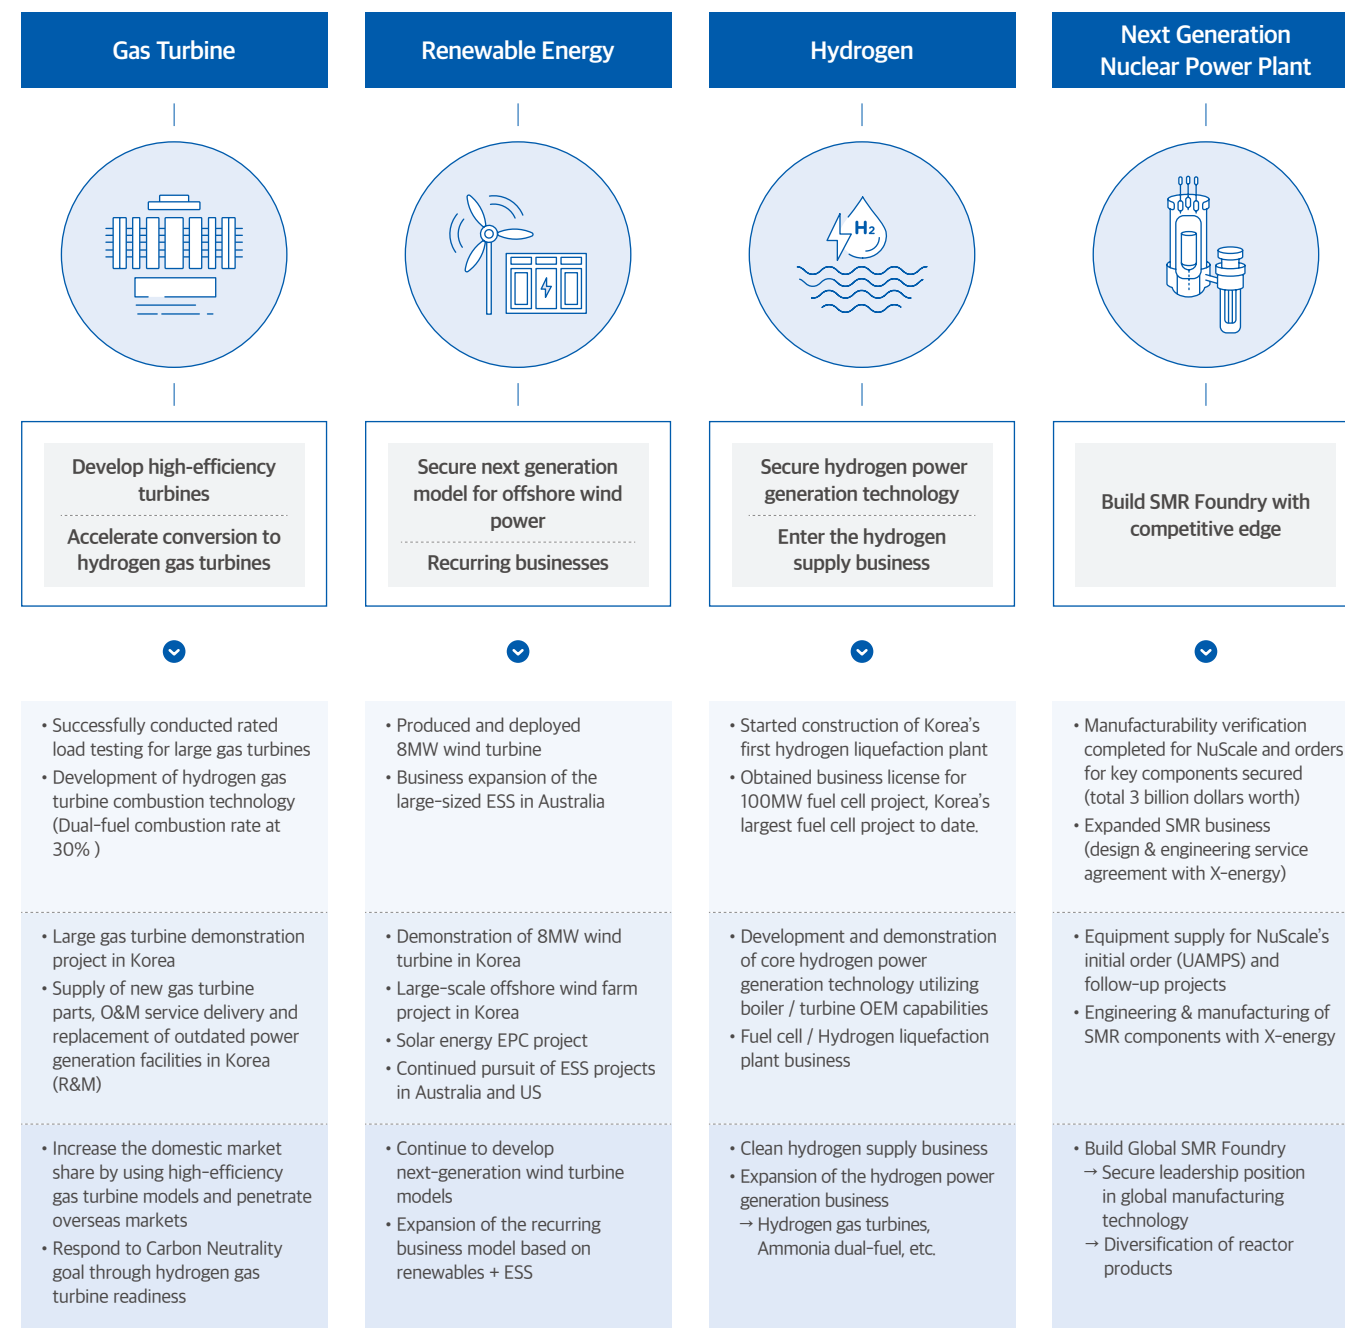 Gas Turbine
Develop high-efficiency
turbines
Accelerate conversion to
hydrogen gas turbines
• Successfully conducted rated
load testing for large gas turbines
• Development of hydrogen gas
turbine combustion technology
(Dual-fuel combustion rate at
30% )
• Large gas turbine demonstration
project in Korea
• Supply of new gas turbine
parts, O&M service delivery and
replacement of outdated power
generation facilities in Korea
(R&M)
• Increase the domestic market
share by using high-efficiency
gas turbine models and penetrate
overseas markets
• Respond to Carbon Neutrality
goal through hydrogen gas
turbine readiness
Renewable Energy
Secure next generation
model for offshore wind
power
Recurring businesses
• Produced and deployed
8MW wind turbine
• Business expansion of the
large-sized ESS in Australia
• Demonstration of 8MW wind
turbine in Korea
• Large-scale offshore wind farm
project in Korea
• Solar energy EPC project
• Continued pursuit of ESS projects
in Australia and US
• Continue to develop
next-generation wind turbine
models
• Expansion of the recurring
business model based on
renewables + ESS
Hydrogen
H₂
Secure hydrogen power
generation technology
Enter the hydrogen
supply business
• Started construction of Korea's
first hydrogen liquefaction plant
• Obtained business license for
100MW fuel cell project, Korea's
largest fuel cell project to date.
• Development and demonstration
of core hydrogen power
generation technology utilizing
boiler / turbine OEM capabilities
• Fuel cell / Hydrogen liquefaction
plant business
• Clean hydrogen supply business
• Expansion of the hydrogen power
generation business
→ Hydrogen gas turbines,
Ammonia dual-fuel, etc.
Next Generation
Nuclear Power Plant
Build SMR Foundry with
competitive edge
• Manufacturability verification
completed for NuScale and orders
for key components secured
(total 3 billion dollars worth)
• Expanded SMR business
(design & engineering service
agreement with X-energy)
• Equipment supply for NuScale's
initial order (UAMPS) and
follow-up projects
• Engineering & manufacturing of
SMR components with X-energy
• Build Global SMR Foundry
→ Secure leadership position
in global manufacturing
technology
→ Diversification of reactor
products